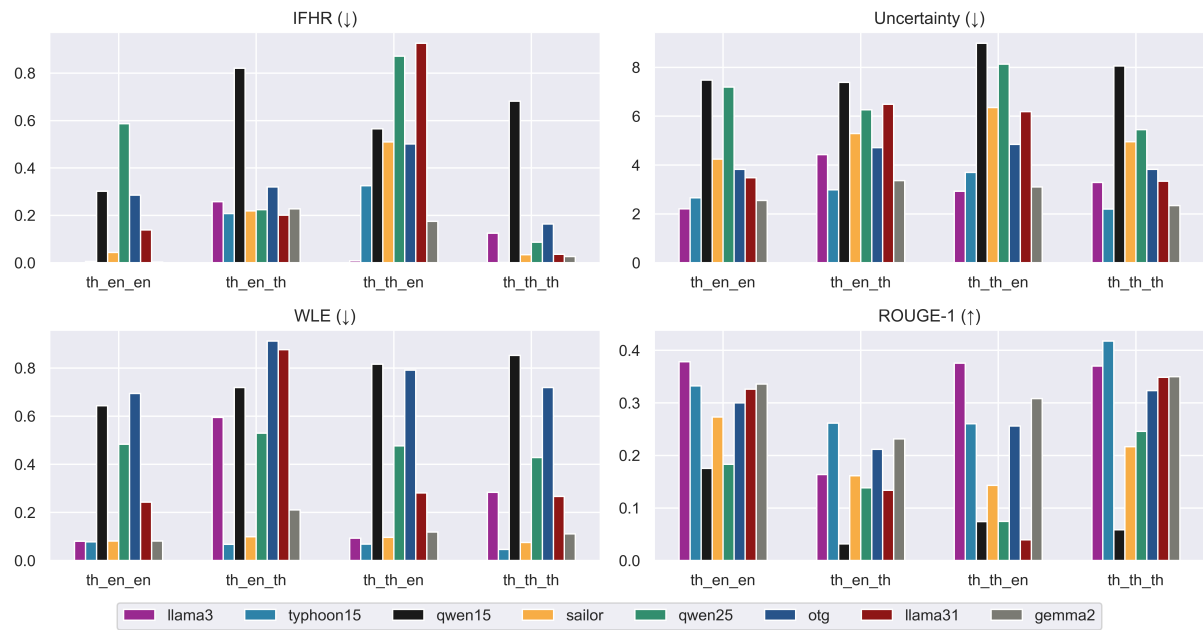 IFHR (↓)
0.8
0.6
0.4
0.2
0.0
th_en_en th_en_th th_th_en th_th_th
Uncertainty (↓)
8
6
4
2
0
th_en_en th_en_th th_th_en th_th_th
WLE (↓)
0.8
0.6
0.4
0.2
0.0
th_en_en th_en_th th_th_en th_th_th
ROUGE-1 (↑)
0.4
0.3
0.2
0.1
0.0
th_en_en th_en_th th_th_en th_th_th
llama3 typhoon15 qwen15 sailor qwen25 otg llama31 gemma2